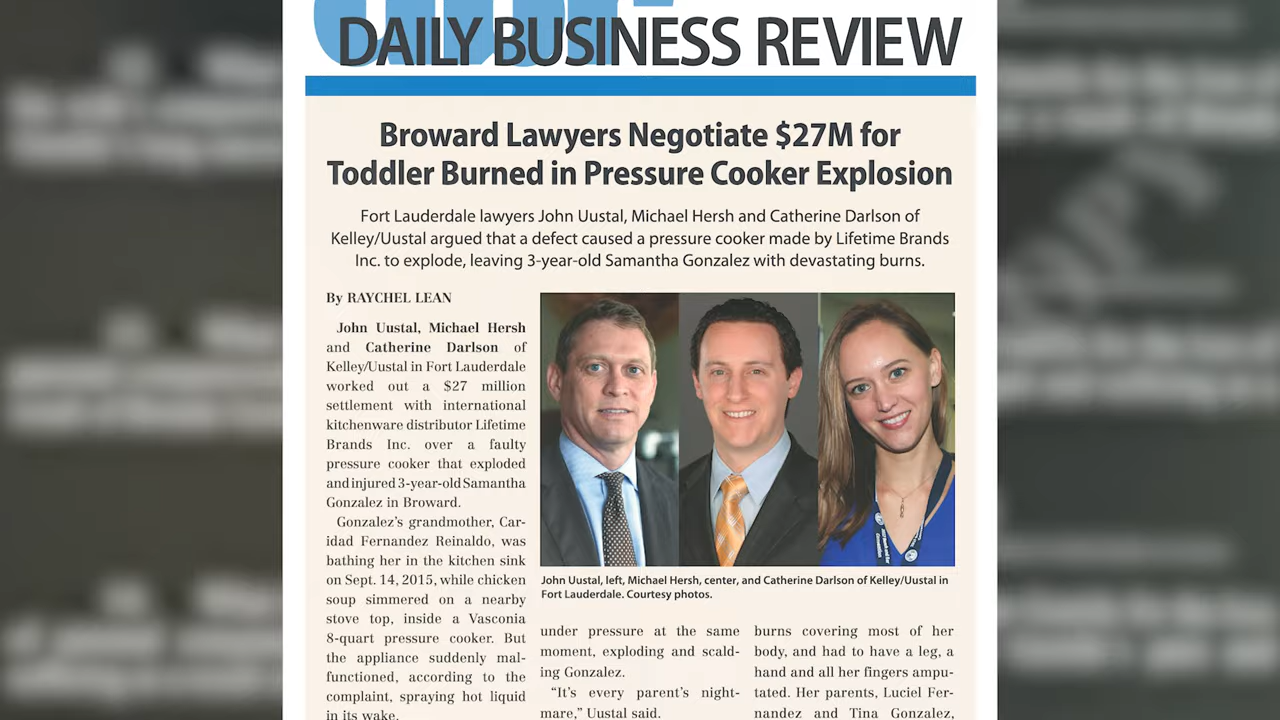 DAILY BUSINESS REVIEW
Broward Lawyers Negotiate $27M for
Toddler Burned in Pressure Cooker Explosion
Fort Lauderdale lawyers John Uustal, Michael Hersh and Catherine Darlson of
Kelley/Uustal argued that a defect caused a pressure cooker made by Lifetime Brands
Inc. to explode, leaving 3-year-old Samantha Gonzalez with devastating burns.
By RAYCHEL LEAN
John Uustal, Michael Hersh
and Catherine Darlson of
Kelley/Uustal in Fort Lauderdale
worked out a $27 million
settlement with international
kitchenware distributor Lifetime
Brands Inc. over a faulty
pressure cooker that exploded
and injured 3-year-old Samantha
Gonzalez in Broward.
Gonzalez's grandmother, Car-
idad Fernandez Reinaldo, was
bathing her in the kitchen sink
on Sept. 14, 2015, while chicken
soup simmered on a nearby
stove top, inside a Vasconia
8-quart pressure cooker. But
the appliance suddenly mal-
functioned, according to the
complaint, spraying hot liquid
in its wake.
John Uustal, left, Michael Hersh, center, and Catherine Darlson of Kelley/Uustal in
Fort Lauderdale. Courtesy photos.
under pressure at the same
moment, exploding and scald-
ing Gonzalez.
"It's every parent's night-
mare," Uustal said.
burns covering most of her
body, and had to have a leg, a
hand and all her fingers ampu-
tated. Her parents, Luciel Fer-
nandez and Tina Gonzalez,